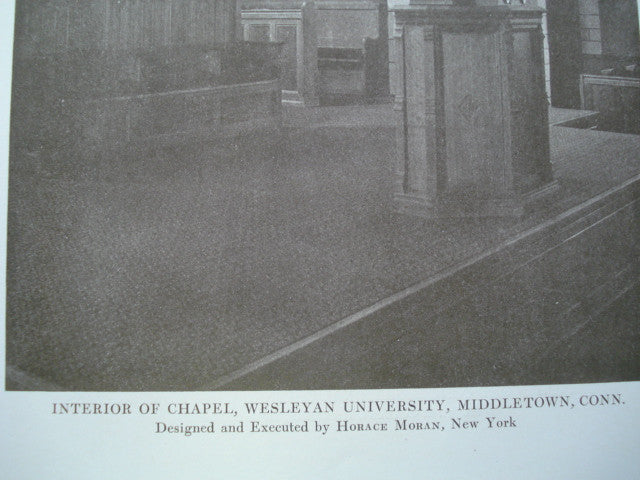 INTERIOR OF CHAPEL, WESLEYAN UNIVERSITY, MIDDLETOWN, CONN.
Designed and Executed by HORACE MORAN, New York